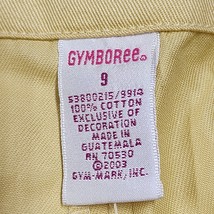 GYMBOREE®
9
53800215/9914
100% COTTON
EXCLUSIVE OF
DECORATION
MADE IN
GUATEMALA
RN 70530
©2003
GYM-MARK, INC.